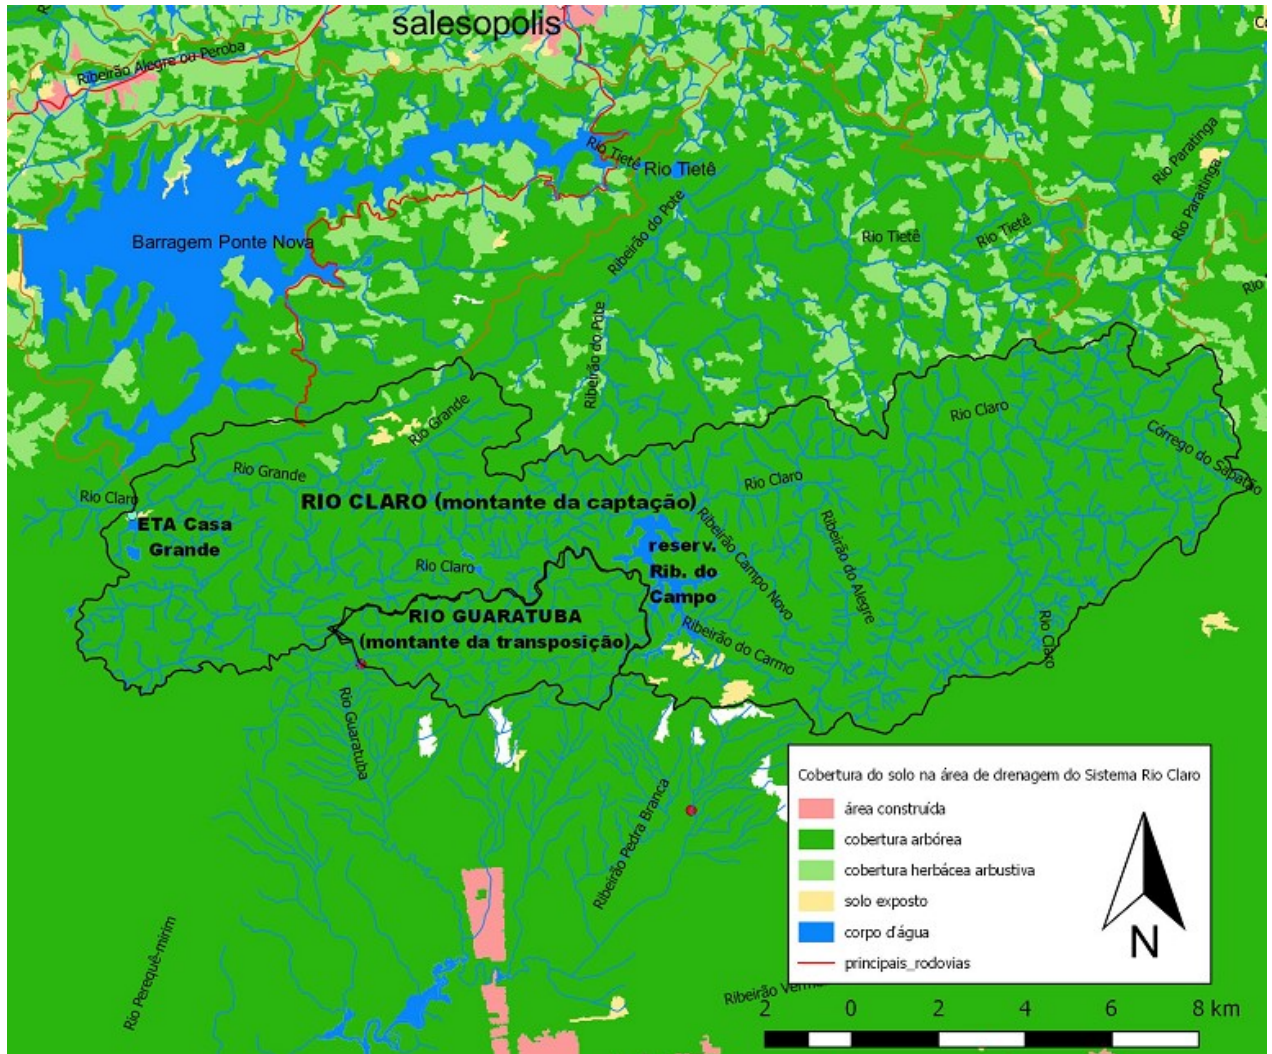 salesopolis
Ribeirão Alegre ou Peroba
Rio Tietê
Rio Tietê
Rio Paratinga
Rio Paraitinga
Ribeirão do Pote
Rio Tietê
Rio Tietê
Barragem Ponte Nova
Rio
Ribeirão do Pote
Rio Grande
Rio Claro
Córrego do Sapatão
Rio Grande
Rio Claro
Rio Claro
RIO CLARO (montante da captação)
ETA Casa
Grande
Ribeirão Campo Novo
Ribeirão do Alegre
reserv.
Rib. do
Campo
Rio Claro
RIO GUARATUBA
(montante da transposição)
Ribeirão do Carmo
Rio Claro
Rio Guaratuba
Ribeirão Pedra Branca
Rio Perequê-mirim
Ribeirão Verm
Cobertura do solo na área de drenagem do Sistema Rio Claro
área construída
cobertura arbórea
cobertura herbácea arbustiva
solo exposto
corpo d'água
principais_rodovias
N
2 0 2 4 6 8 km